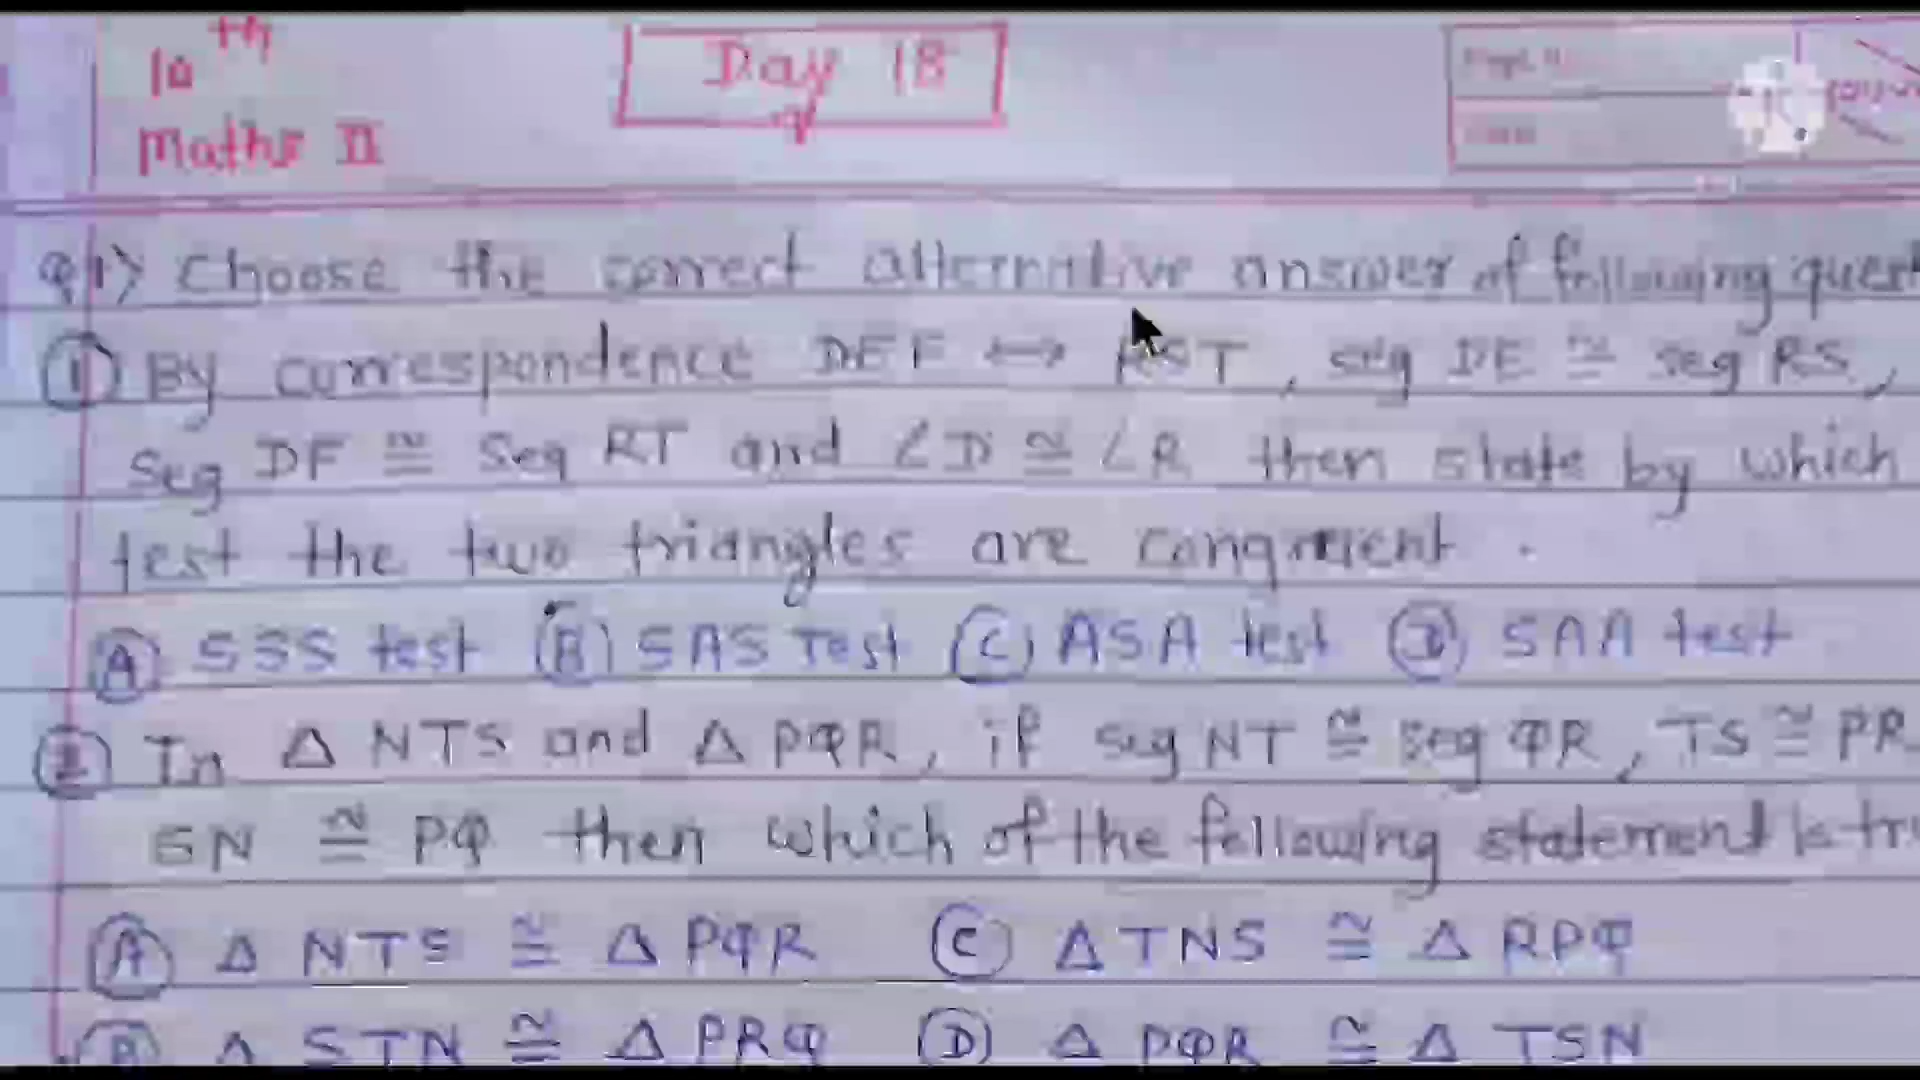 10th
Maths II
Day 18
Q1) Choose the correct alternative answer of following quest
① By correspondence DEF ↔ RST, seg DE ≅ seg RS,
seg DF ≅ seg RT and ∠D ≅ ∠R then state by which
test the two triangles are congruent.
Ⓐ SSS test Ⓑ SAS Test Ⓒ ASA test Ⓓ SAA test
② In Δ NTS and Δ PQR, if seg NT ≅ seg QR, TS ≅ PR
SN ≅ PQ then which of the following statement is tru
Ⓐ Δ NTS ≅ Δ PQR Ⓒ Δ TNS ≅ Δ RPQ
Ⓑ Δ STN ≅ Δ PRQ Ⓓ Δ PQR ≅ Δ TSN